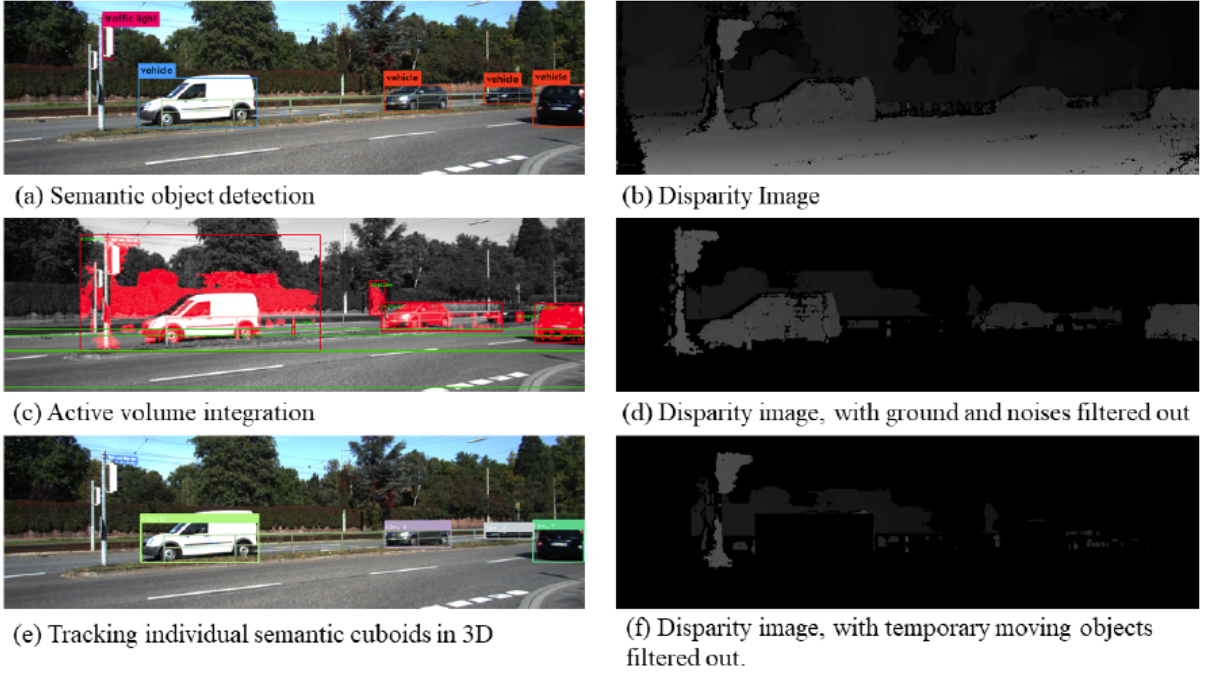 traffic light
vehicle
vehicle
vehicle
vehicle
(a) Semantic object detection
(b) Disparity Image
(c) Active volume integration
(d) Disparity image, with ground and noises filtered out
(e) Tracking individual semantic cuboids in 3D
(f) Disparity image, with temporary moving objects
filtered out.